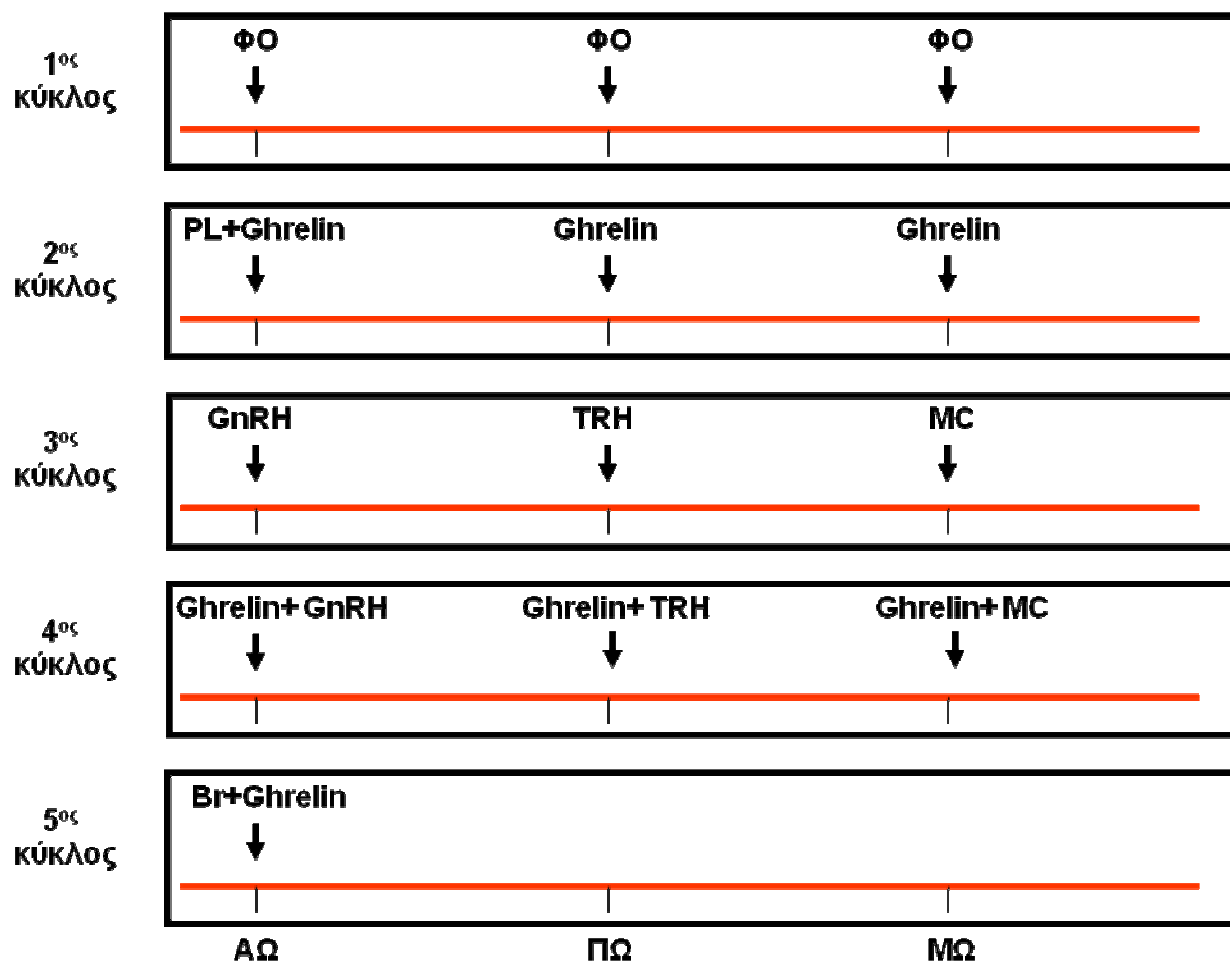 1ος
κύκλος
ΦΟ ΦΟ ΦΟ
2ος
κύκλος
PL+Ghrelin Ghrelin Ghrelin
3ος
κύκλος
GnRH TRH MC
4ος
κύκλος
Ghrelin+ GnRH Ghrelin+ TRH Ghrelin+ MC
5ος
κύκλος
Br+Ghrelin
ΑΩ ΠΩ ΜΩ